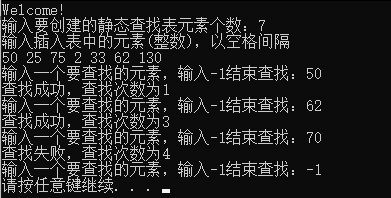 Welcome!
输入要创建的静态查找表元素个数：7
输入插入表中的元素(整数)，以空格间隔
50 25 75 2 33 62 130
输入一个要查找的元素，输入-1结束查找：50
查找成功，查找次数为1
输入一个要查找的元素，输入-1结束查找：62
查找成功，查找次数为3
输入一个要查找的元素，输入-1结束查找：70
查找失败，查找次数为4
输入一个要查找的元素，输入-1结束查找：-1
请按任意键继续. . .